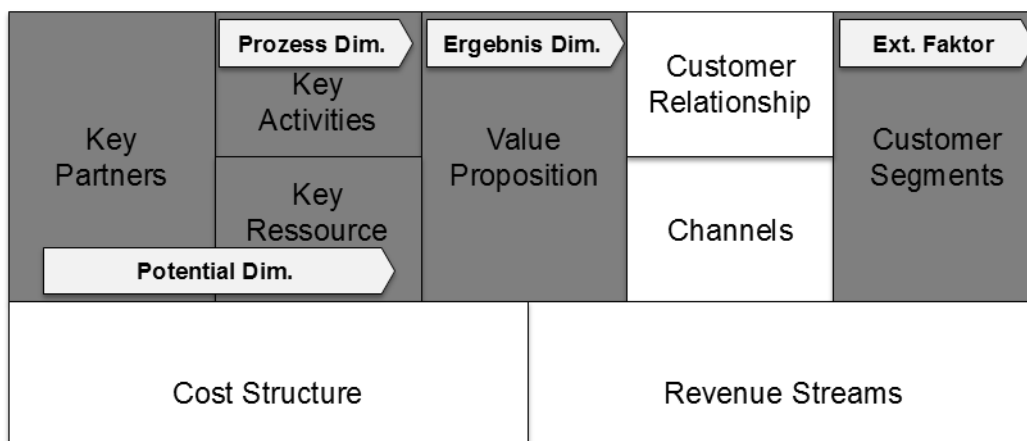 Prozess Dim.
Ergebnis Dim.
Ext. Faktor
Key
Partners
Key
Activities
Key
Ressource
Potential Dim.
Value
Proposition
Customer
Relationship
Channels
Customer
Segments
Cost Structure
Revenue Streams